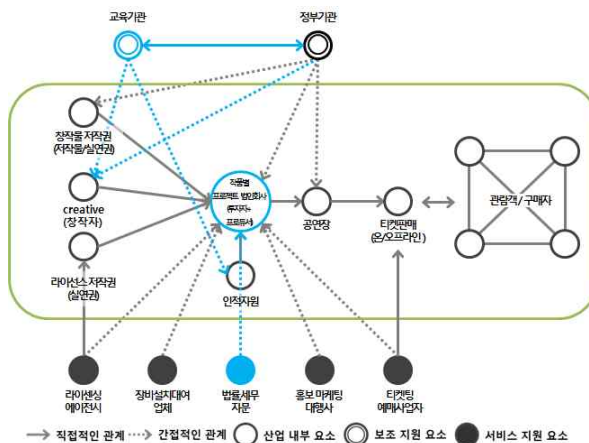 교육기관
정부기관
창작물 저작권
(저작물/실연권)
creative
(창작자)
라이선스 저작권
(실연권)
작품별
프로젝트 법인회사
(투자자+
프로듀서)
인적자원
공연장
티켓판매
(온/오프라인)
관람객 / 구매자
라이센싱
에이전시
장비설치대여
업체
법률/세무
자문
홍보 마케팅
대행사
티켓팅
예매사업자
직접적인 관계
간접적인 관계
산업 내부 요소
보조 지원 요소
서비스 지원 요소